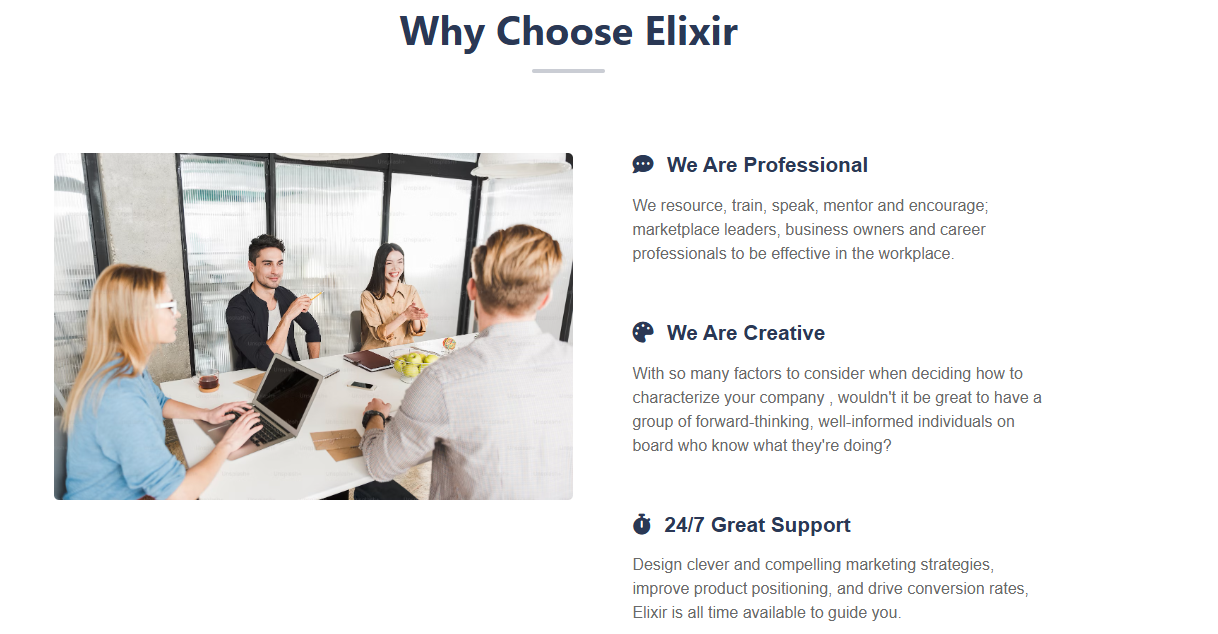 Why Choose Elixir
We Are Professional
We resource, train, speak, mentor and encourage;
marketplace leaders, business owners and career
professionals to be effective in the workplace.
We Are Creative
With so many factors to consider when deciding how to
characterize your company , wouldn't it be great to have a
group of forward-thinking, well-informed individuals on
board who know what they're doing?
24/7 Great Support
Design clever and compelling marketing strategies,
improve product positioning, and drive conversion rates,
Elixir is all time available to guide you.